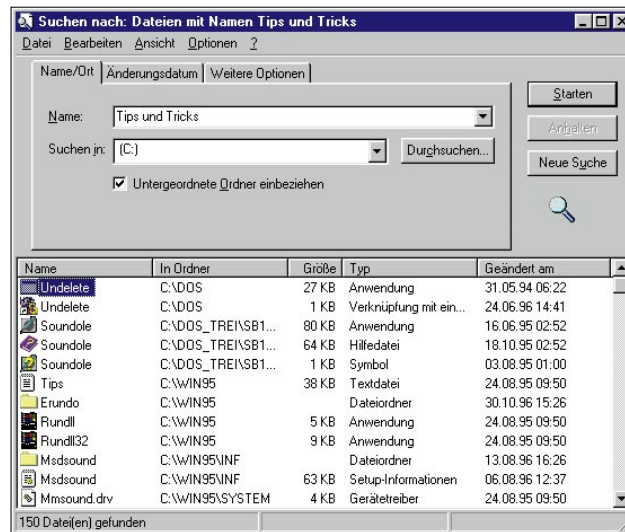 Suchen nach: Dateien mit Namen Tips und Tricks
Datei Bearbeiten Ansicht Optionen ?
Name/Ort Änderungsdatum Weitere Optionen
Name: Tips und Tricks
Suchen in: (C:) Durchsuchen...
Untergeordnete Ordner einbeziehen
Starten
Anhalten
Neue Suche
Name In Ordner Größe Typ Geändert am
Undelete C:\DOS 27 KB Anwendung 31.05.94 06:22
Undelete C:\DOS 1 KB Verknüpfung mit ein... 24.06.96 14:41
Soundole C:\DOS_TREI\SB1... 80 KB Anwendung 16.06.95 02:52
Soundole C:\DOS_TREI\SB1... 64 KB Hilfedatei 18.10.95 02:52
Soundole C:\DOS_TREI\SB1... 1 KB Symbol 03.08.95 01:00
Tips C:\WIN95 38 KB Textdatei 24.08.95 09:50
Erundo C:\WIN95 Dateiordner 30.10.96 15:26
Rundll C:\WIN95 5 KB Anwendung 24.08.95 09:50
Rundll32 C:\WIN95 9 KB Anwendung 24.08.95 09:50
Msdsound C:\WIN95\INF Dateiordner 13.08.96 16:26
Msdsound C:\WIN95\INF 63 KB Setup-Informationen 06.08.96 12:37
Mmsound.drv C:\WIN95\SYSTEM 4 KB Gerätetreiber 24.08.95 09:50
150 Datei(en) gefunden